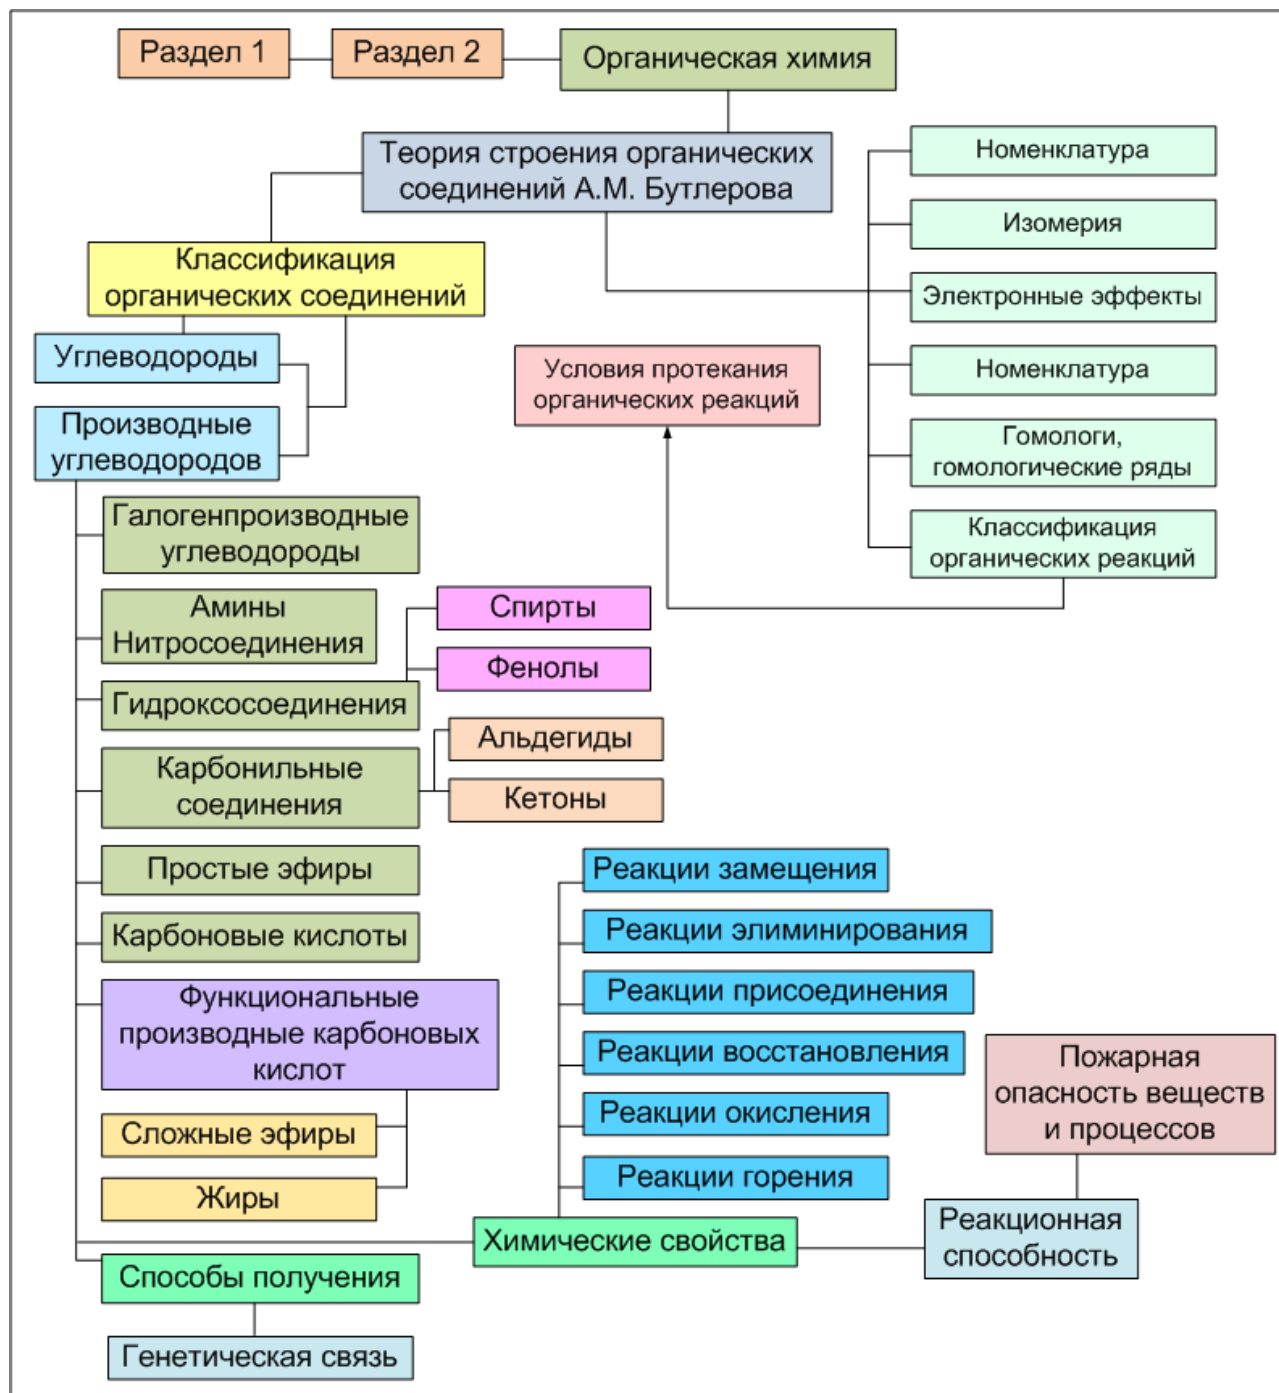 Раздел 1
Раздел 2
Органическая химия
Теория строения органических
соединений А.М. Бутлерова
Классификация
органических соединений
Углеводороды
Производные
углеводородов
Номенклатура
Изомерия
Электронные эффекты
Номенклатура
Гомологи,
гомологические ряды
Классификация
органических реакций
Условия протекания
органических реакций
Галогенпроизводные
углеводороды
Амины
Нитросоединения
Гидроксосоединения
Спирты
Фенолы
Карбонильные
соединения
Альдегиды
Кетоны
Простые эфиры
Карбоновые кислоты
Функциональные
производные карбоновых
кислот
Сложные эфиры
Жиры
Реакции замещения
Реакции элиминирования
Реакции присоединения
Реакции восстановления
Реакции окисления
Реакции горения
Химические свойства
Пожарная
опасность веществ
и процессов
Реакционная
способность
Способы получения
Генетическая связь